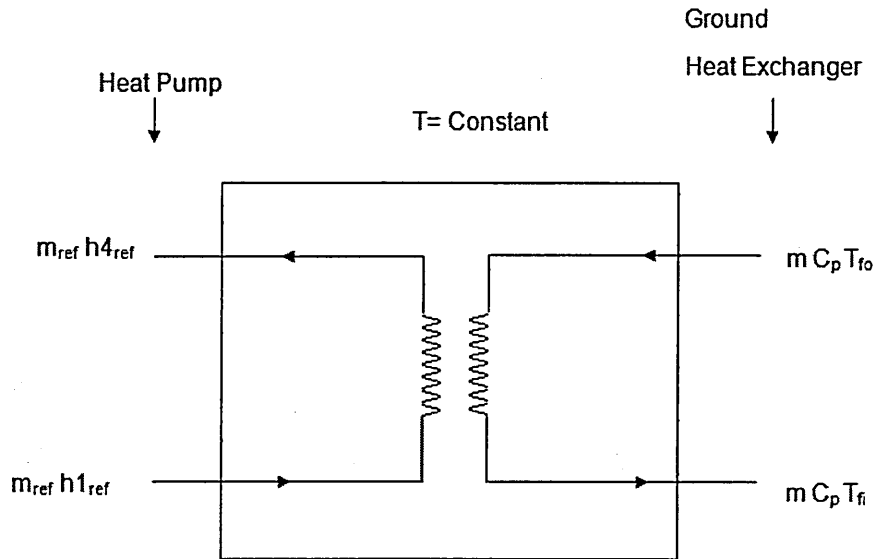 Ground
Heat Exchanger
Heat Pump
T= Constant
m_ref h4_ref
m C_p T_fo
m_ref h1_ref
m C_p T_fi